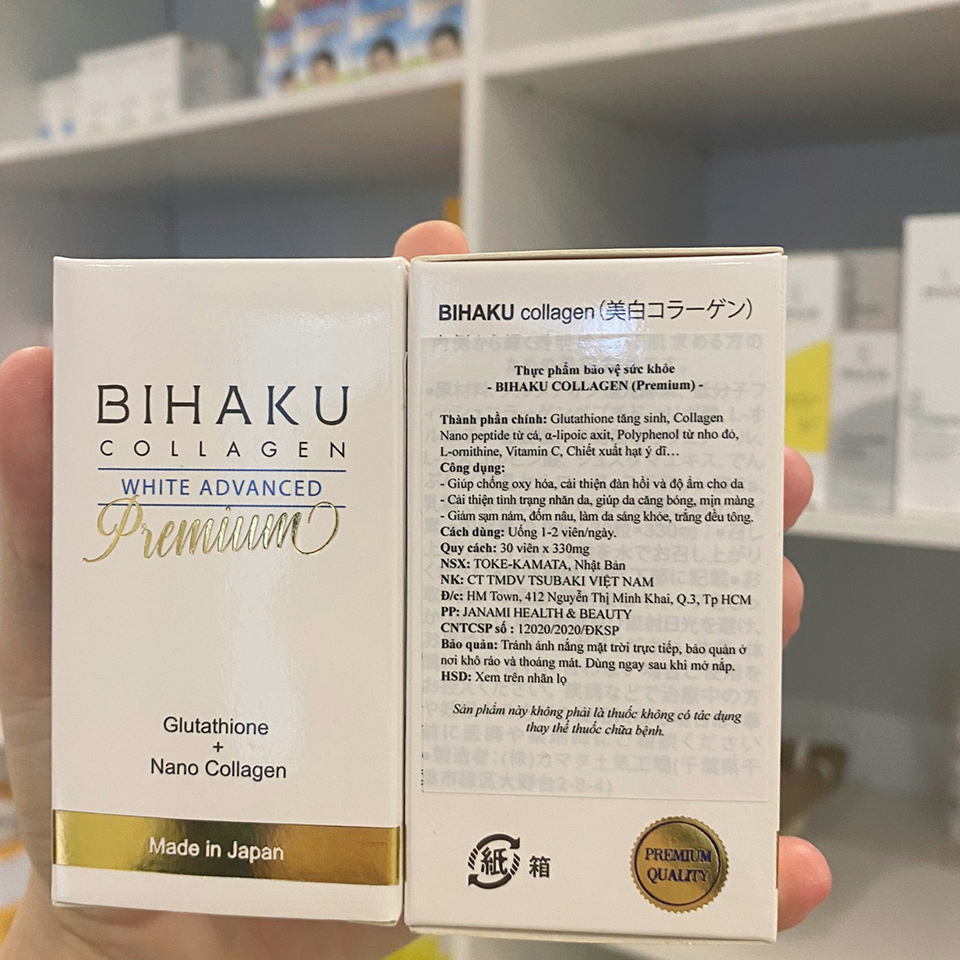 BIHAKU
COLLAGEN
WHITE ADVANCED
Premium
Glutathione
+
Nano Collagen
Made in Japan
BIHAKU collagen (美白コラーゲン)
Thực phẩm bảo vệ sức khỏe
- BIHAKU COLLAGEN (Premium) -
Thành phần chính: Glutathione tăng sinh, Collagen
Nano peptide từ cá, α-lipoic axit, Polyphenol từ nho đỏ,
L-ornithine, Vitamin C, Chiết xuất hạt ý dĩ…
Công dụng:
- Giúp chống oxy hóa, cải thiện đàn hồi và độ ẩm cho da
- Cải thiện tình trạng nhăn da, giúp da căng bóng, mịn màng
- Giảm sạm nám, đốm nâu, làm da sáng khỏe, trắng đều tông.
Cách dùng: Uống 1-2 viên/ngày.
Quy cách: 30 viên x 330mg
NSX: TOKE-KAMATA, Nhật Bản
NK: CT TMDV TSUBAKI VIỆT NAM
Đ/c: HM Town, 412 Nguyễn Thị Minh Khai, Q.3, Tp HCM
PP: JANAMI HEALTH & BEAUTY
CNTCSP số : 12020/2020/ĐKSP
Bảo quản: Tránh ánh nắng mặt trời trực tiếp, bảo quản ở
nơi khô ráo và thoáng mát. Dùng ngay sau khi mở nắp.
HSD: Xem trên nhãn lọ
Sản phẩm này không phải là thuốc không có tác dụng
thay thế thuốc chữa bệnh.
紙 箱
PREMIUM
QUALITY